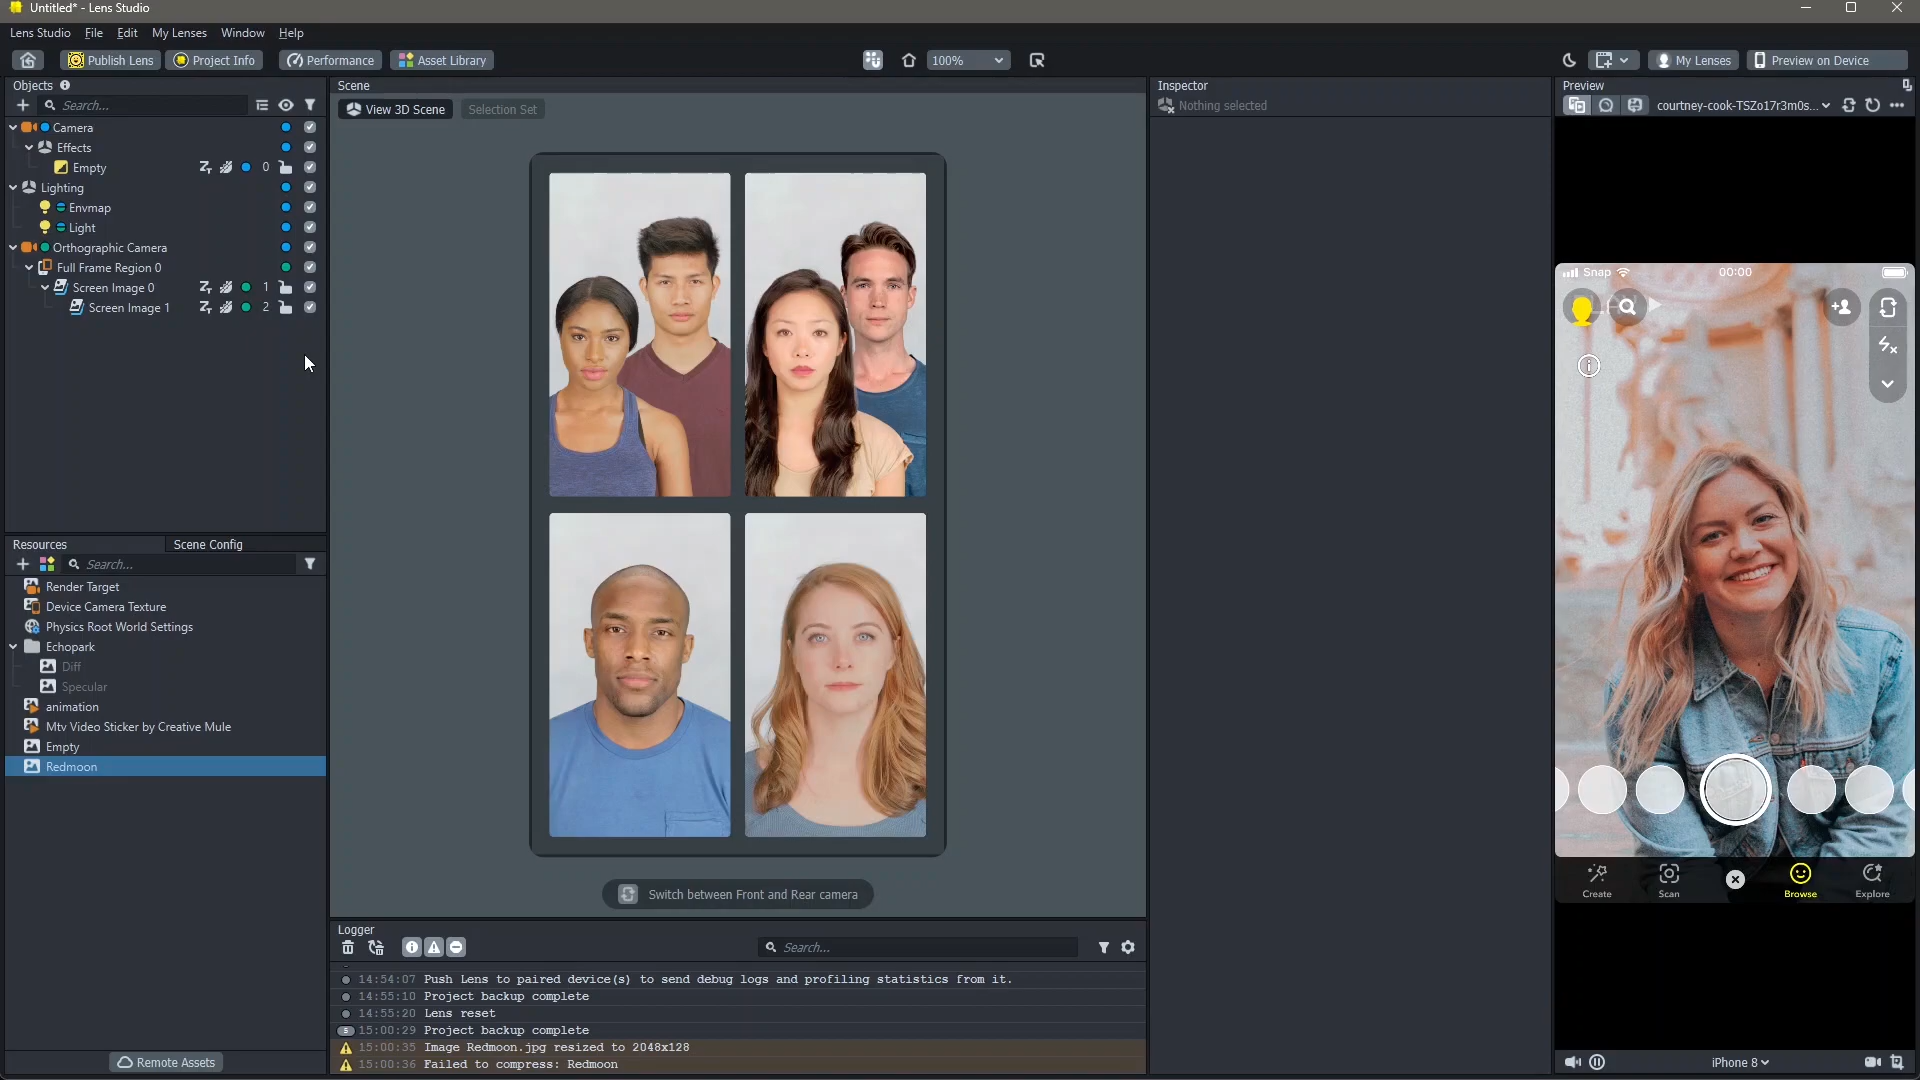 Untitled* - Lens Studio
Lens Studio File Edit My Lenses Window Help
Publish Lens Project Info Performance Asset Library 100% My Lenses Preview on Device
Objects
Search...
Camera
Effects
Empty 0
Lighting
Envmap
Light
Orthographic Camera
Full Frame Region 0
Screen Image 0 1
Screen Image 1 2
Resources Scene Config
Search...
Render Target
Device Camera Texture
Physics Root World Settings
Echopark
Diff
Specular
animation
Mtv Video Sticker by Creative Mule
Empty
Redmoon
Remote Assets
Scene
View 3D Scene Selection Set
Switch between Front and Rear camera
Logger
Search...
14:54:07 Push Lens to paired device(s) to send debug logs and profiling statistics from it.
14:55:10 Project backup complete
14:55:20 Lens reset
5 15:00:29 Project backup complete
15:00:35 Image Redmoon.jpg resized to 2048x128
15:00:36 Failed to compress: Redmoon
Inspector
Nothing selected
Preview
courtney-cook-TSZo17r3m0s...
Snap 00:00
Create Scan Browse Explore
iPhone 8